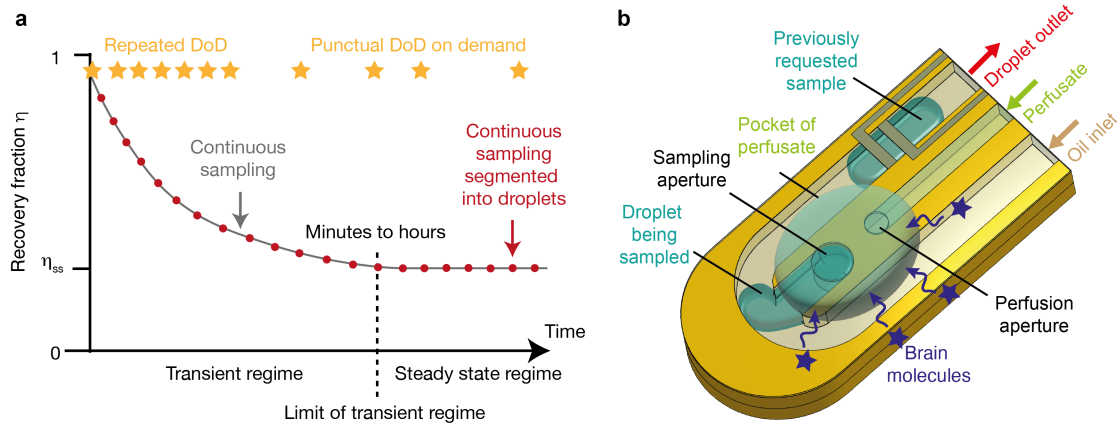 a
Repeated DoD
Punctual DoD on demand
1
Recovery fraction η
Continuous
sampling
Continuous
sampling
segmented
into droplets
Minutes to hours
ηss
0
Time
Transient regime
Steady state regime
Limit of transient regime
b
Previously
requested
sample
Droplet outlet
Perfusate
Oil inlet
Pocket of
perfusate
Sampling
aperture
Droplet
being
sampled
Perfusion
aperture
Brain
molecules